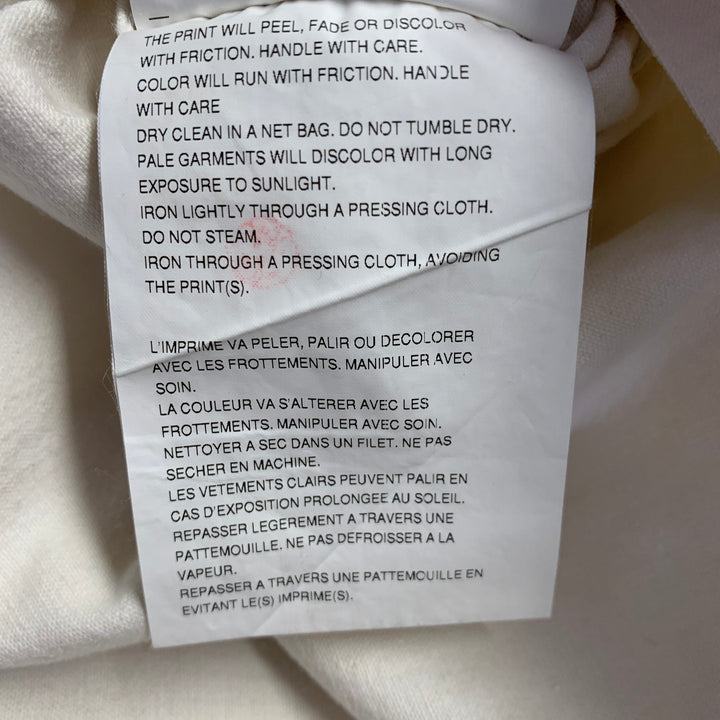 THE PRINT WILL PEEL, FADE OR DISCOLOR
WITH FRICTION. HANDLE WITH CARE.
COLOR WILL RUN WITH FRICTION. HANDLE
WITH CARE
DRY CLEAN IN A NET BAG. DO NOT TUMBLE DRY.
PALE GARMENTS WILL DISCOLOR WITH LONG
EXPOSURE TO SUNLIGHT.
IRON LIGHTLY THROUGH A PRESSING CLOTH.
DO NOT STEAM.
IRON THROUGH A PRESSING CLOTH, AVOIDING
THE PRINT(S).
L'IMPRIME VA PELER, PALIR OU DECOLORER
AVEC LES FROTTEMENTS. MANIPULER AVEC
SOIN.
LA COULEUR VA S'ALTERER AVEC LES
FROTTEMENTS. MANIPULER AVEC SOIN.
NETTOYER A SEC DANS UN FILET. NE PAS
SECHER EN MACHINE.
LES VETEMENTS CLAIRS PEUVENT PALIR EN
CAS D'EXPOSITION PROLONGEE AU SOLEIL.
REPASSER LEGEREMENT A TRAVERS UNE
PATTEMOUILLE. NE PAS DEFROISSER A LA
VAPEUR.
REPASSER A TRAVERS UNE PATTEMOUILLE EN
EVITANT LE(S) IMPRIME(S).